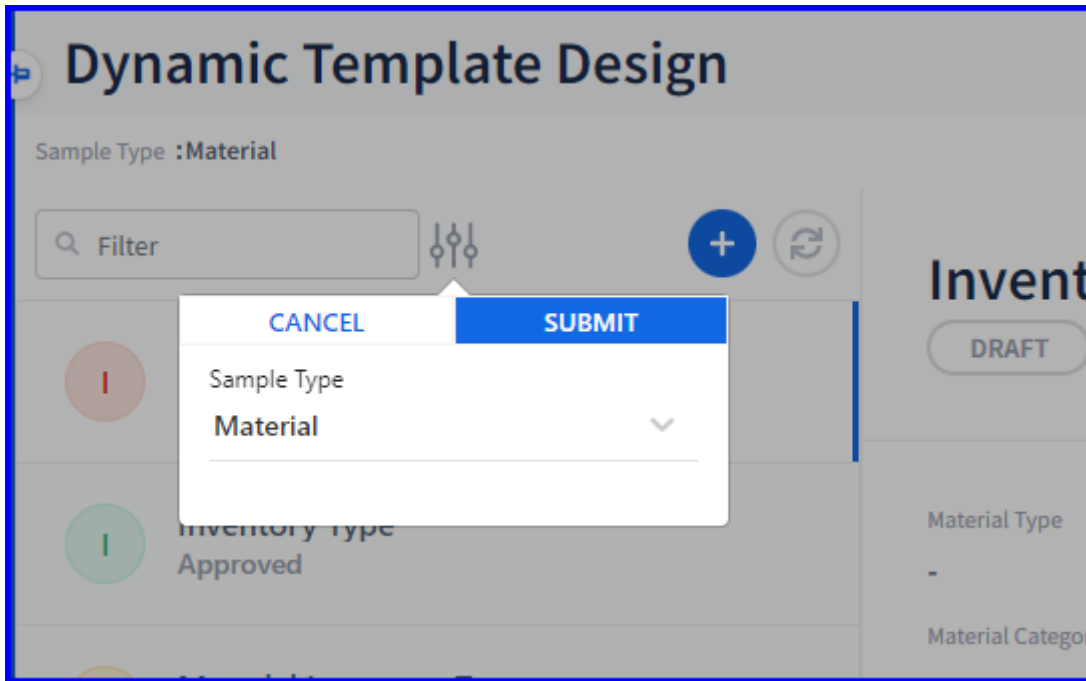 Dynamic Template Design
Sample Type :Material
Filter
CANCEL SUBMIT
Sample Type
Material
I
I
Inventory Type
Approved
Invent
DRAFT
Material Type
-
Material Catego